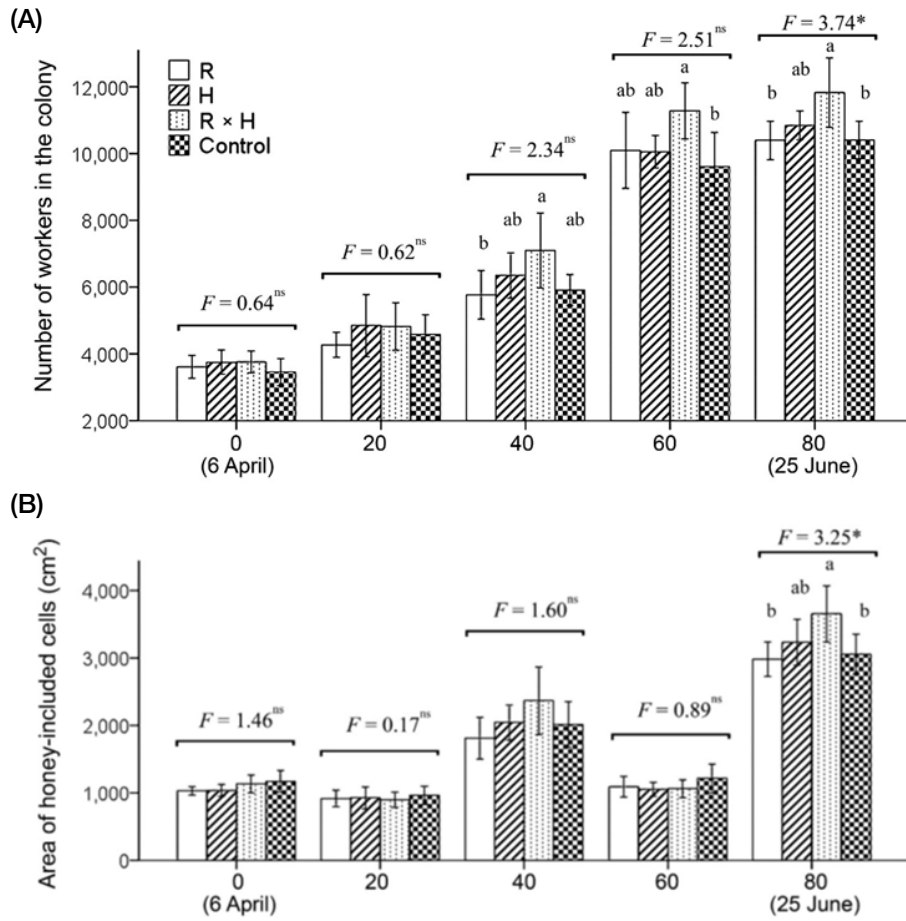 (A)
Number of workers in the colony
12,000
10,000
8,000
6,000
4,000
2,000
R
H
R × H
Control
F = 0.64ns
F = 0.62ns
F = 2.34ns
b ab a ab
F = 2.51ns
ab ab a b
F = 3.74*
b ab a b
0 20 40 60 80
(6 April) (25 June)
(B)
Area of honey-included cells (cm²)
4,000
3,000
2,000
1,000
0
F = 1.46ns
F = 0.17ns
F = 1.60ns
F = 0.89ns
F = 3.25*
b ab a b
0 20 40 60 80
(6 April) (25 June)